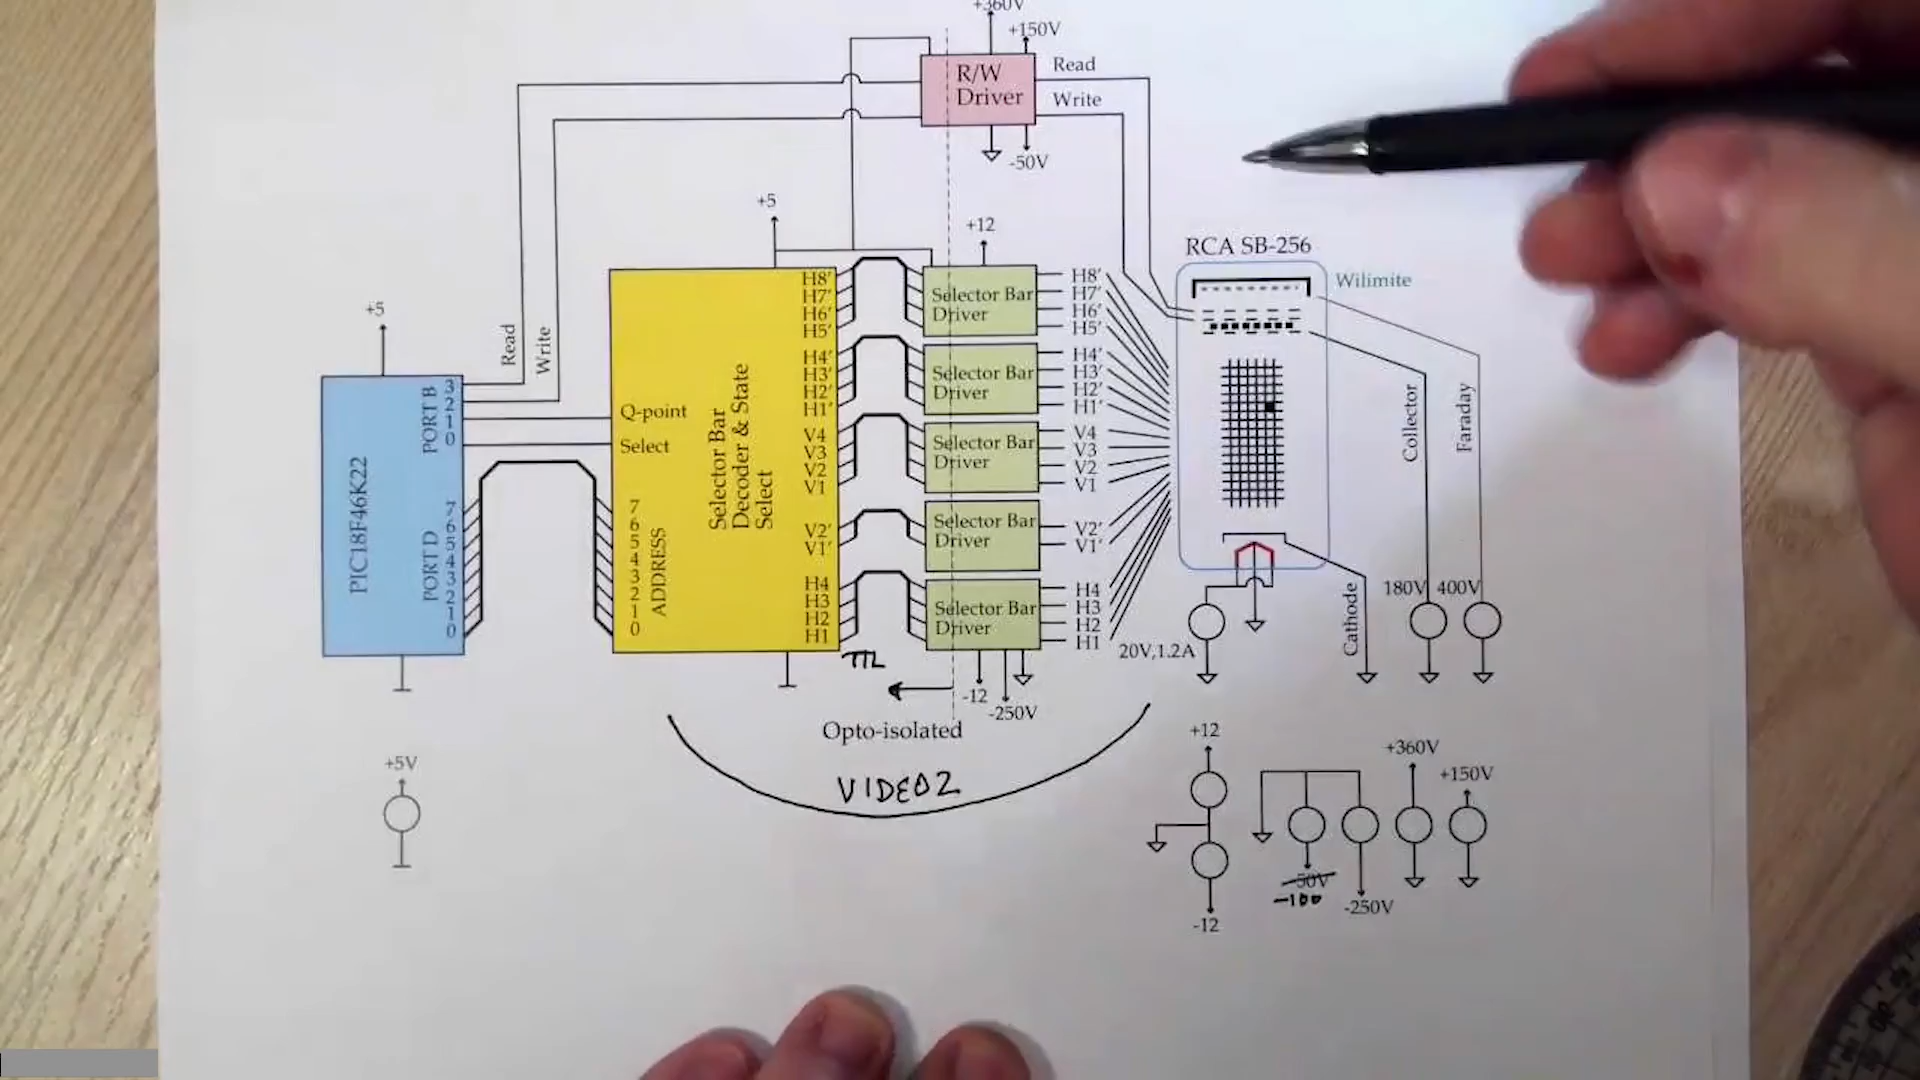 +360V
+150V
R/W
Driver
Read
Write
-50V
+5
+12
RCA SB-256
Wilimite
+5
Read
Write
PIC18F46K22
PORT B
3
2
1
0
PORT D
7
6
5
4
3
2
1
0
Q-point
Select
7
6
5
4
3
2
1
0
ADDRESS
Selector Bar
Decoder & State
Select
H8'
H7'
H6'
H5'
H4'
H3'
H2'
H1'
V4
V3
V2
V1
V2'
V1'
H4
H3
H2
H1
Selector Bar
Driver
Selector Bar
Driver
Selector Bar
Driver
Selector Bar
Driver
Selector Bar
Driver
H8'
H7'
H6'
H5'
H4'
H3'
H2'
H1'
V4
V3
V2
V1
V2'
V1'
H4
H3
H2
H1
Collector
Faraday
Cathode
180V
400V
20V,1.2A
TTL
-12
-250V
Opto-isolated
VIDEO2
+5V
+12
-12
-50V
-100
-250V
+360V
+150V